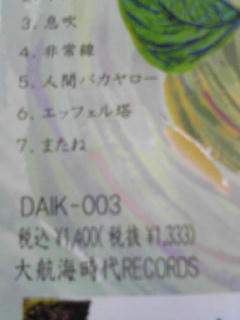 3. 息吹
4. 非常線
5. 人間バカヤロー
6. エッフェル塔
7. またね
DAIK-003
税込¥1,400(税抜¥1,333)
大航海時代RECORDS